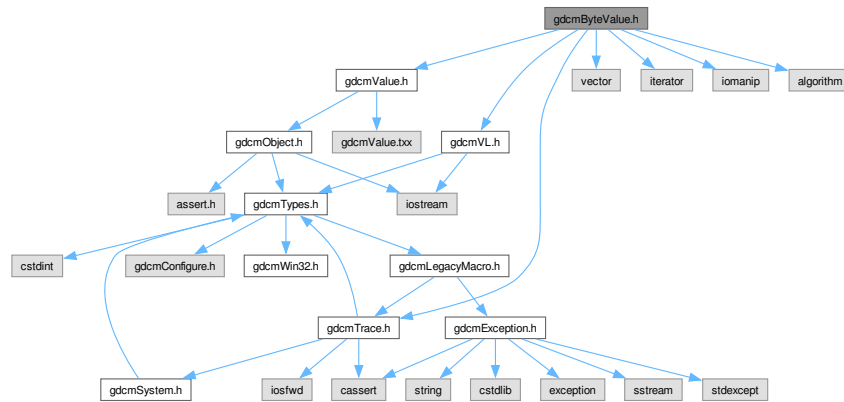 gdcmByteValue.h
gdcmValue.h
vector
iterator
iomanip
algorithm
gdcmObject.h
gdcmValue.txx
gdcmVL.h
assert.h
gdcmTypes.h
iostream
cstdint
gdcmConfigure.h
gdcmWin32.h
gdcmLegacyMacro.h
gdcmTrace.h
gdcmException.h
gdcmSystem.h
iosfwd
cassert
string
cstdlib
exception
sstream
stdexcept